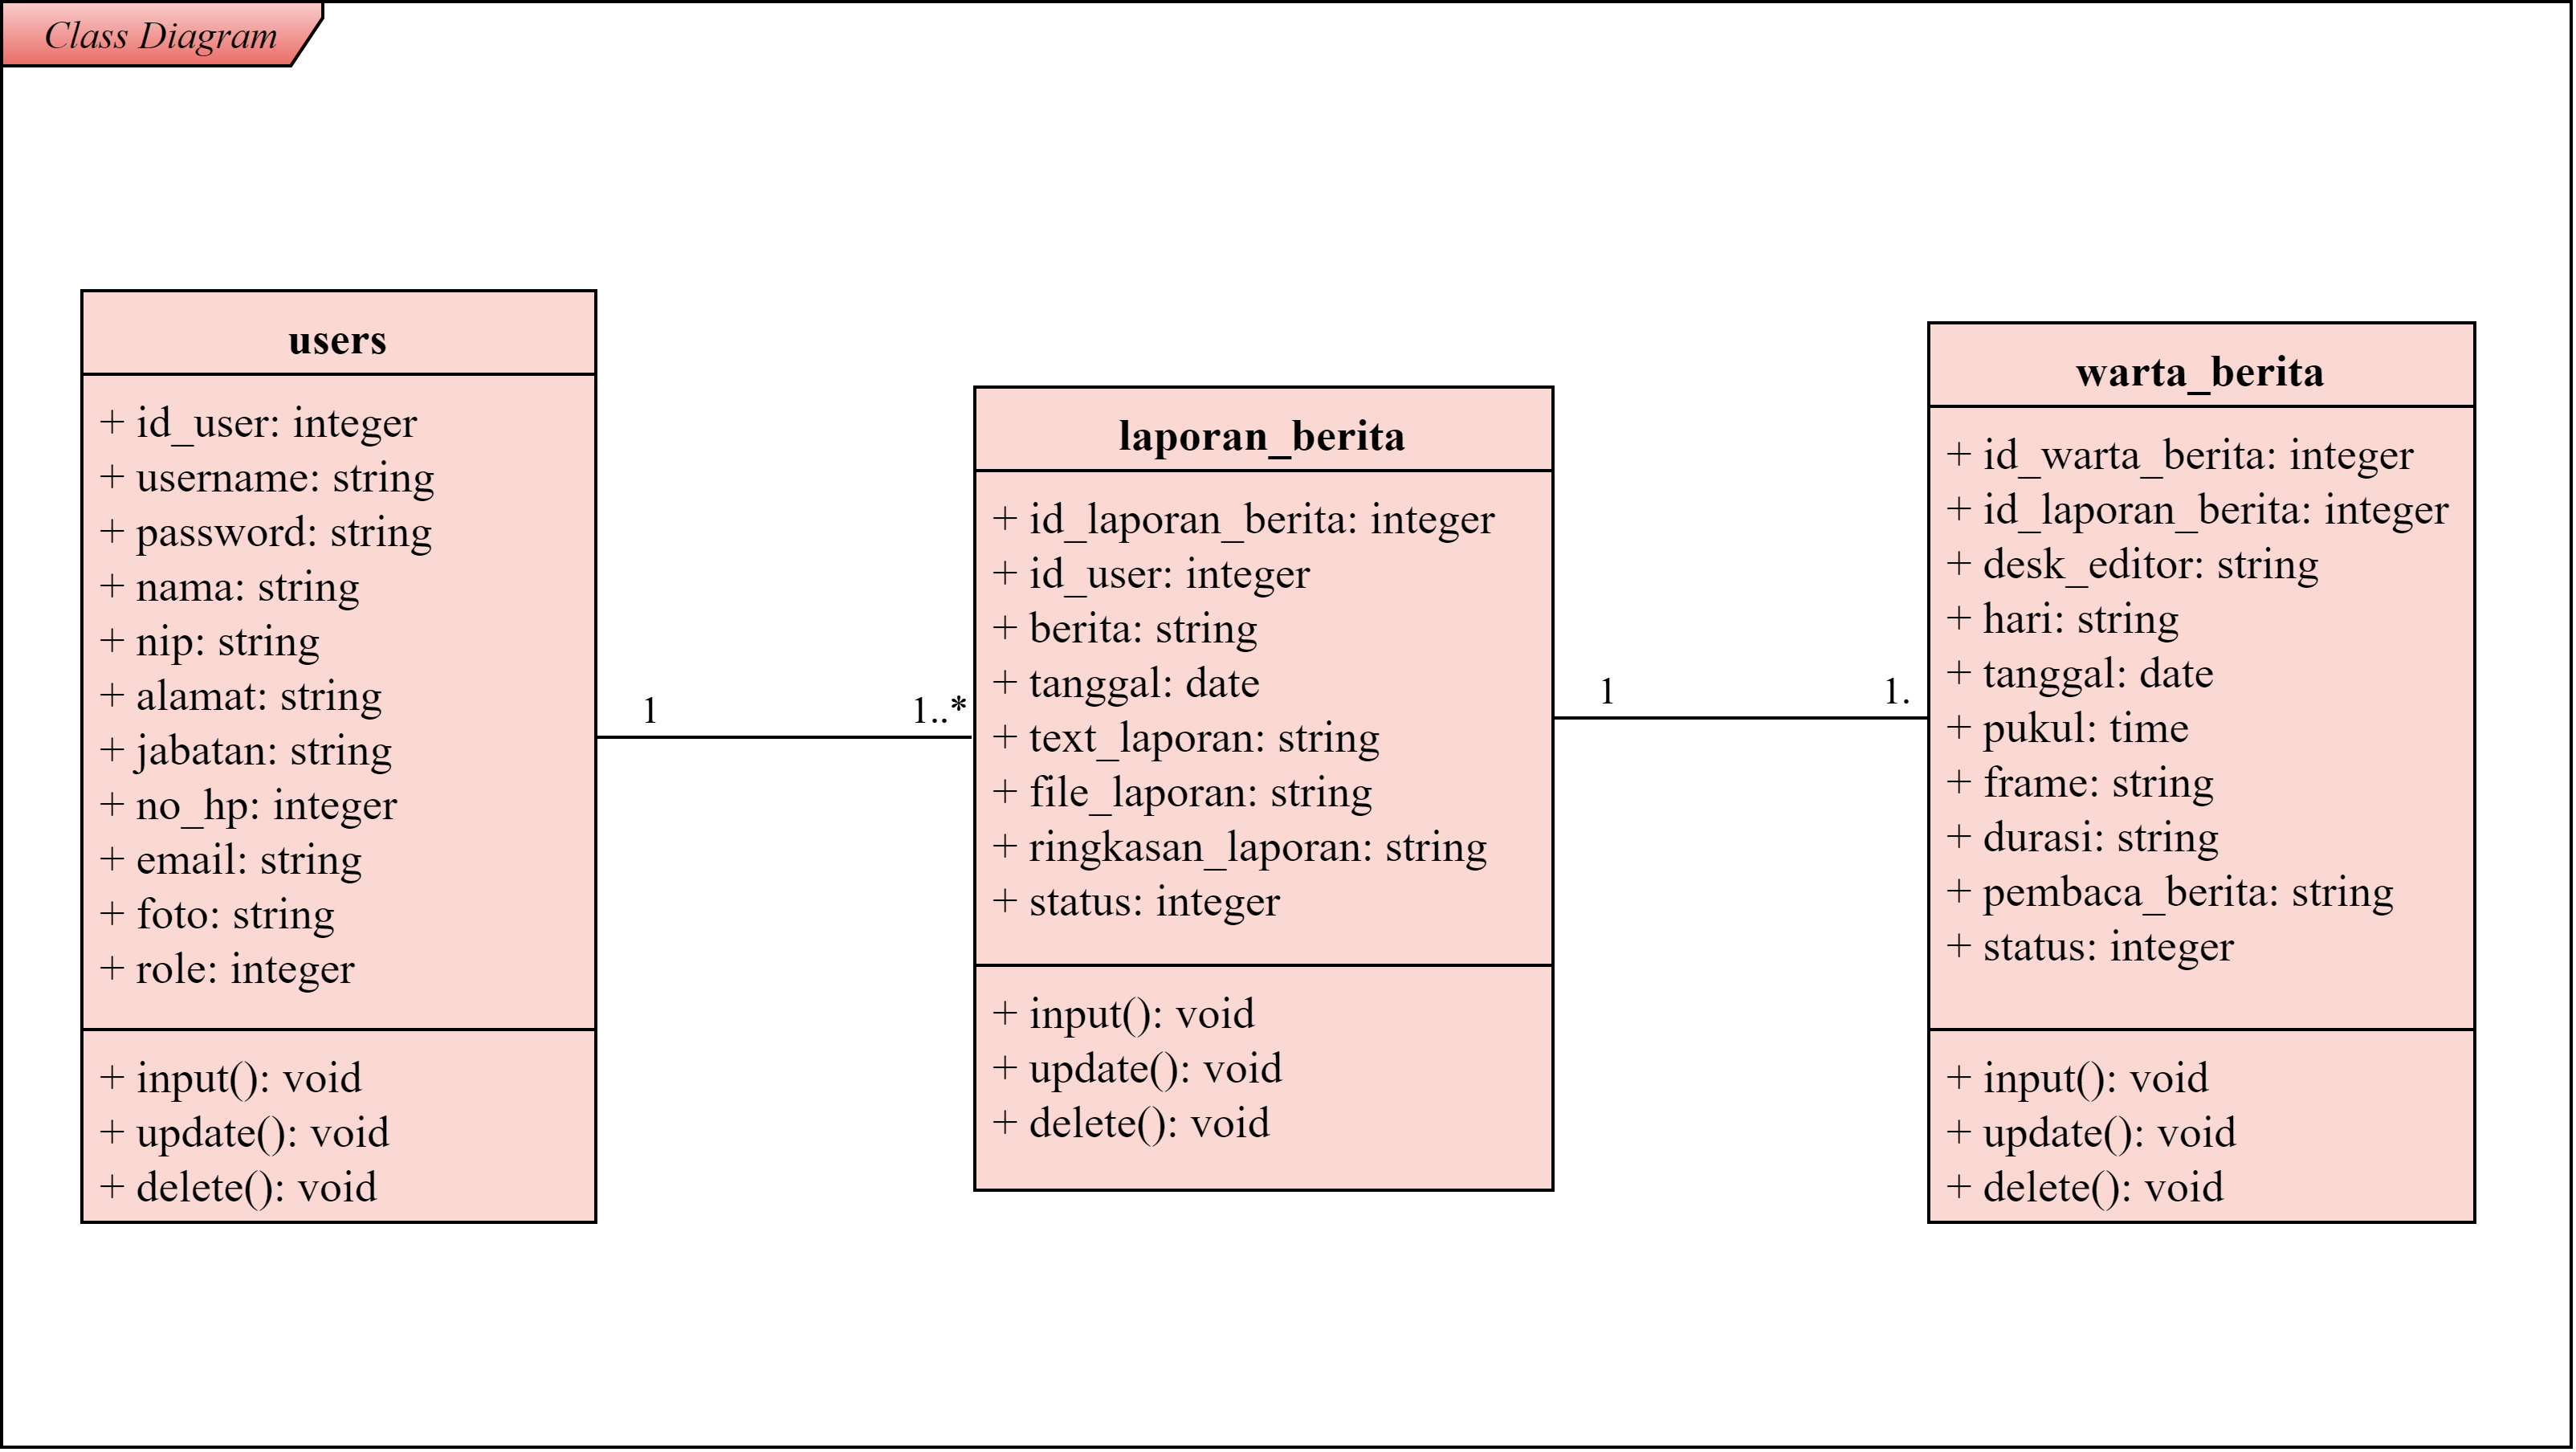 Class Diagram
users
+ id_user: integer
+ username: string
+ password: string
+ nama: string
+ nip: string
+ alamat: string
+ jabatan: string
+ no_hp: integer
+ email: string
+ foto: string
+ role: integer
+ input(): void
+ update(): void
+ delete(): void
1
1..*
laporan_berita
+ id_laporan_berita: integer
+ id_user: integer
+ berita: string
+ tanggal: date
+ text_laporan: string
+ file_laporan: string
+ ringkasan_laporan: string
+ status: integer
+ input(): void
+ update(): void
+ delete(): void
1
1.
warta_berita
+ id_warta_berita: integer
+ id_laporan_berita: integer
+ desk_editor: string
+ hari: string
+ tanggal: date
+ pukul: time
+ frame: string
+ durasi: string
+ pembaca_berita: string
+ status: integer
+ input(): void
+ update(): void
+ delete(): void